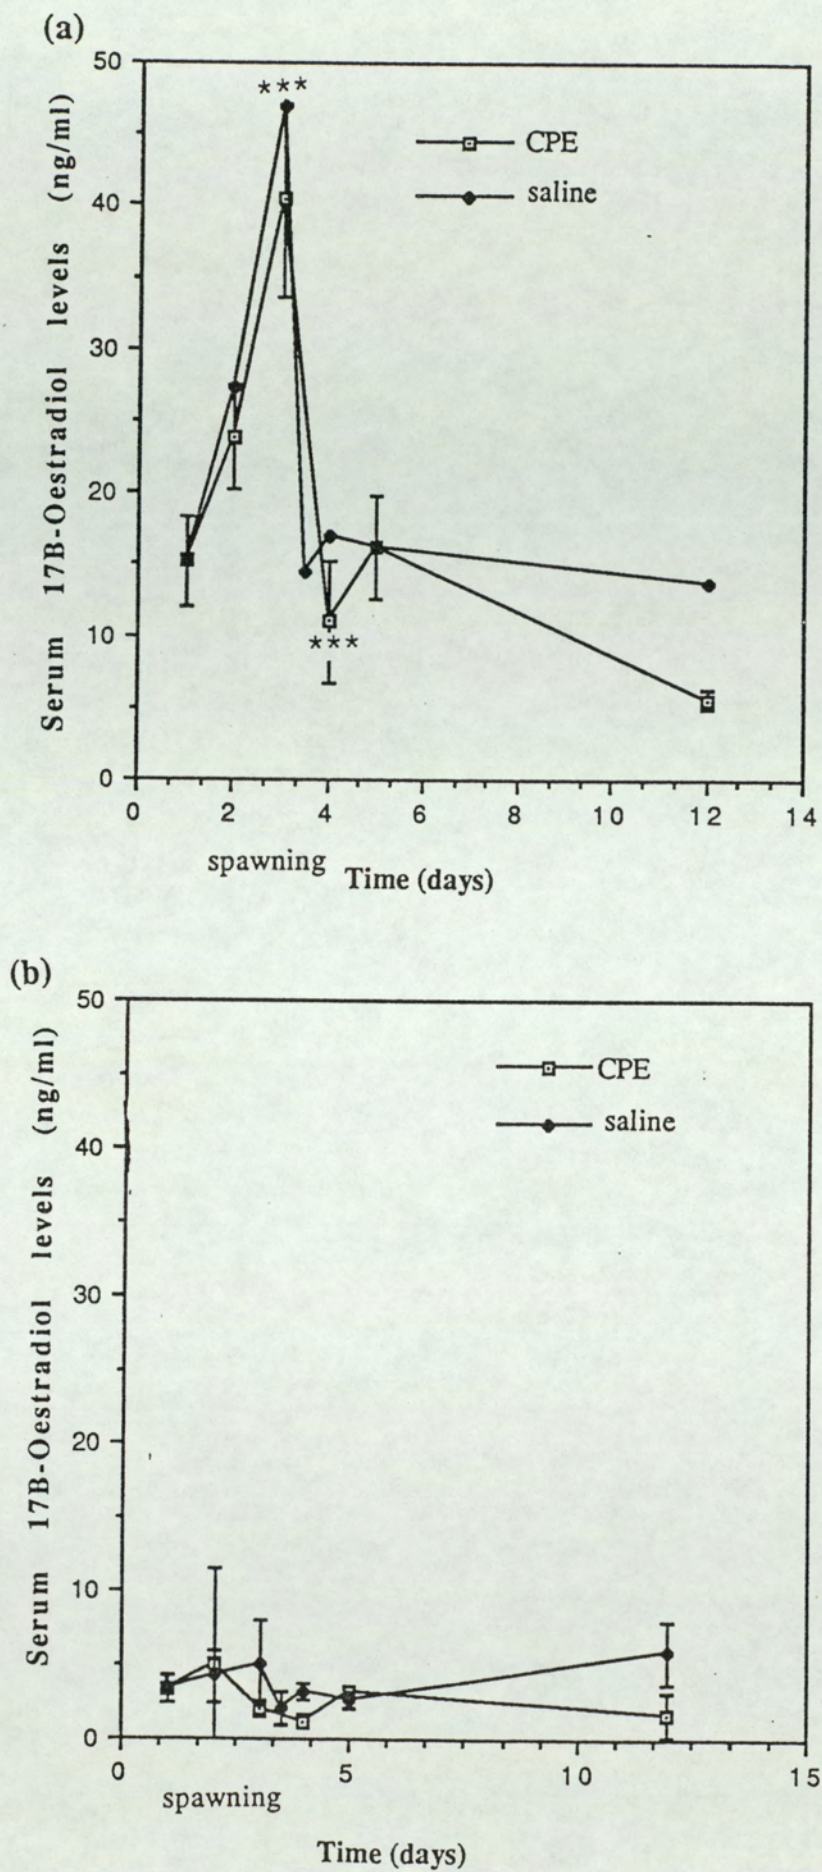 (a)
50
40
30
20
10
0
Serum 17B-Oestradiol levels (ng/ml)
***
CPE
saline
***
0 2 4 6 8 10 12 14
spawning
Time (days)
(b)
50
40
30
20
10
0
Serum 17B-Oestradiol levels (ng/ml)
CPE
saline
0 5 10 15
spawning
Time (days)